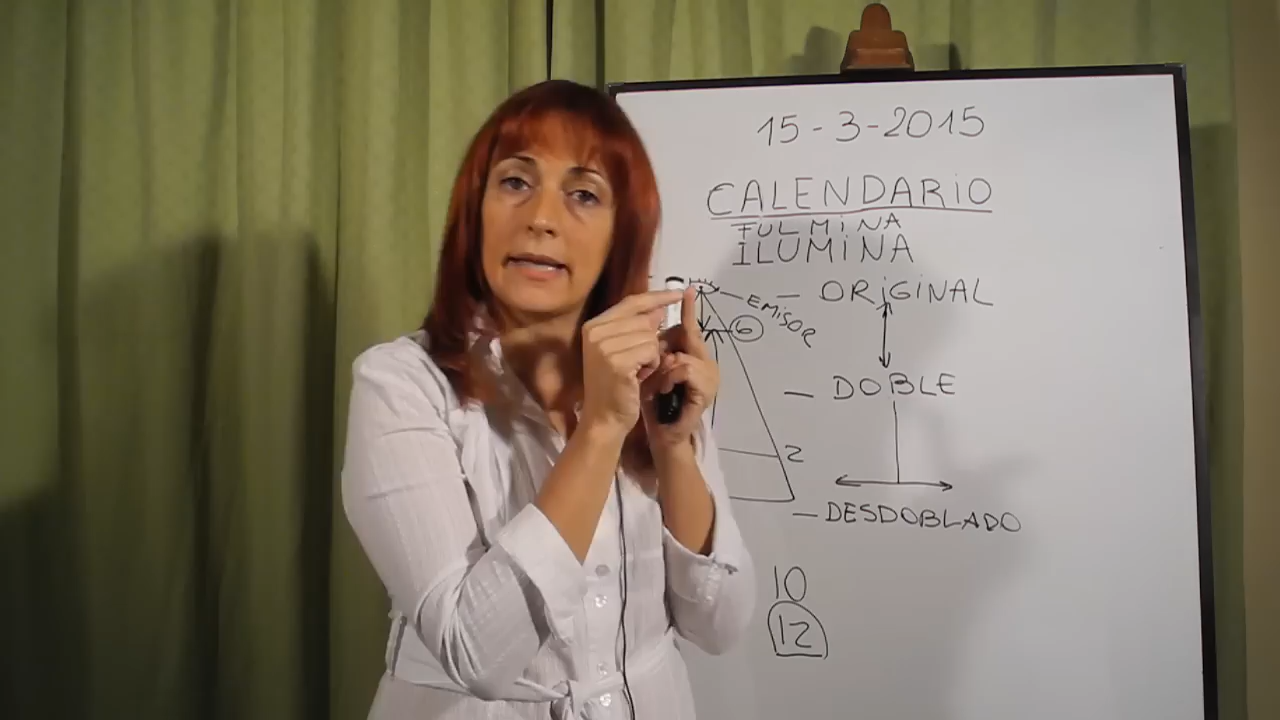 15-3-2015
CALENDARIO
FULMINA
ILUMINA
EMISOR
— ORIGINAL
6
— DOBLE
2
— DESDOBLADO
10
12